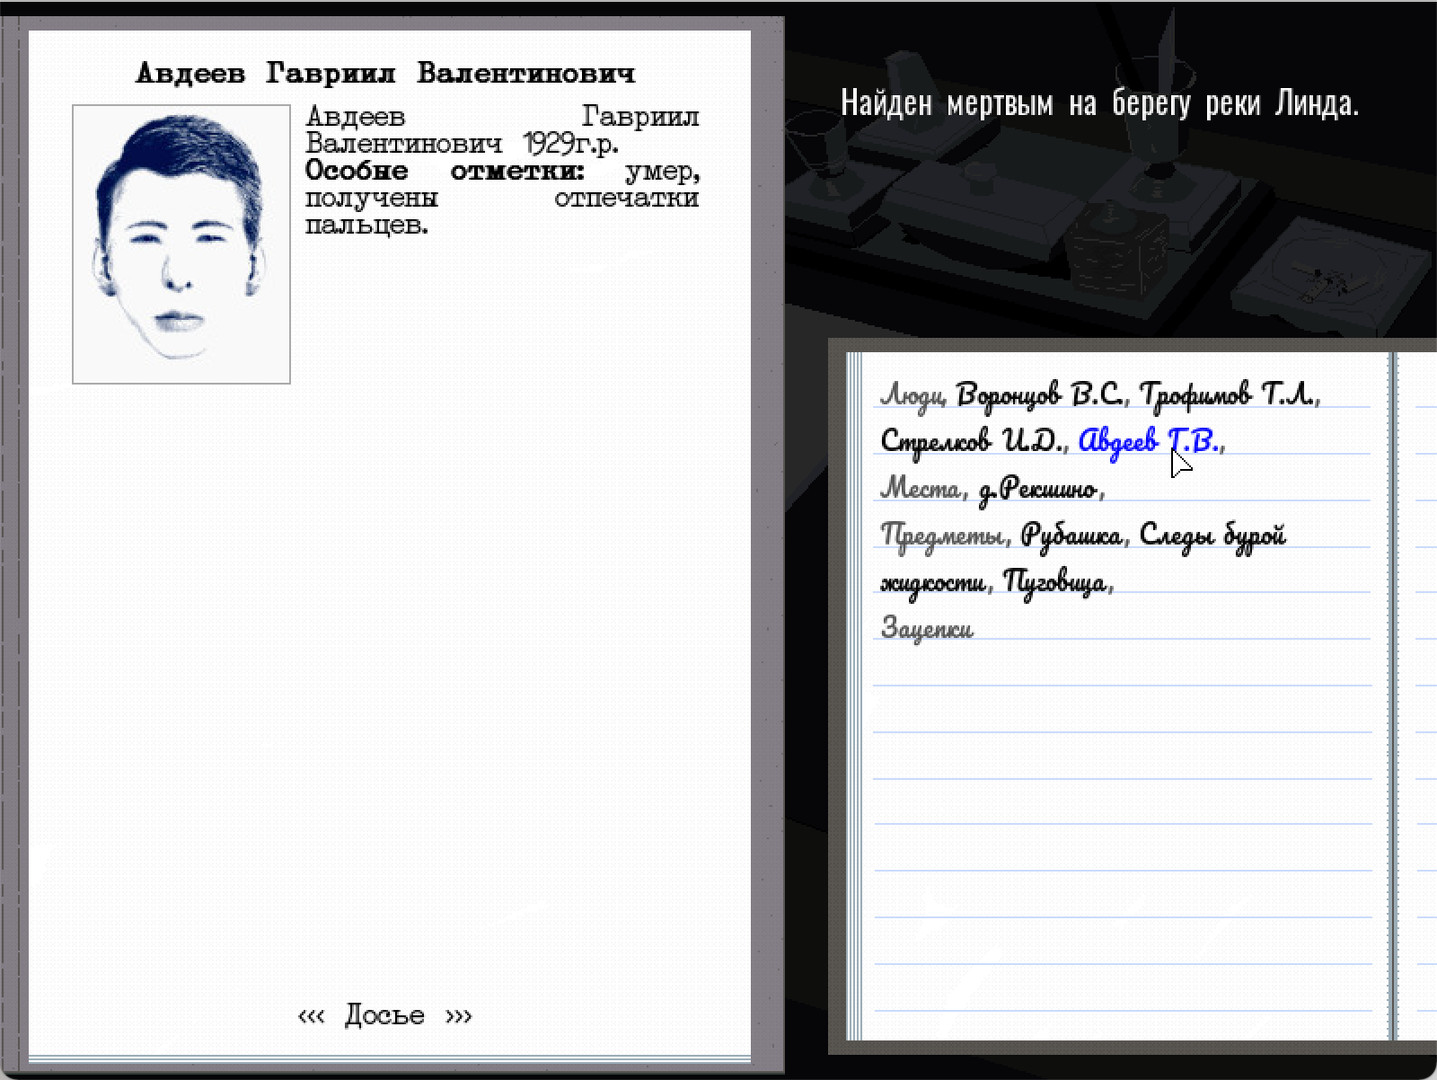 Авдеев Гавриил Валентинович
Авдеев Гавриил
Валентинович 1929г.р.
Особые отметки: умер,
получены отпечатки
пальцев.
‹‹‹ Досье ›››
Найден мертвым на берегу реки Линда.
Люди, Воронцов В.С., Трофимов Т.Л.,
Стрелков И.Д., Авдеев Г.В.,
Места, д.Рекшино,
Предметы, Рубашка, Следы бурой
жидкости, Пуговица,
Зацепки